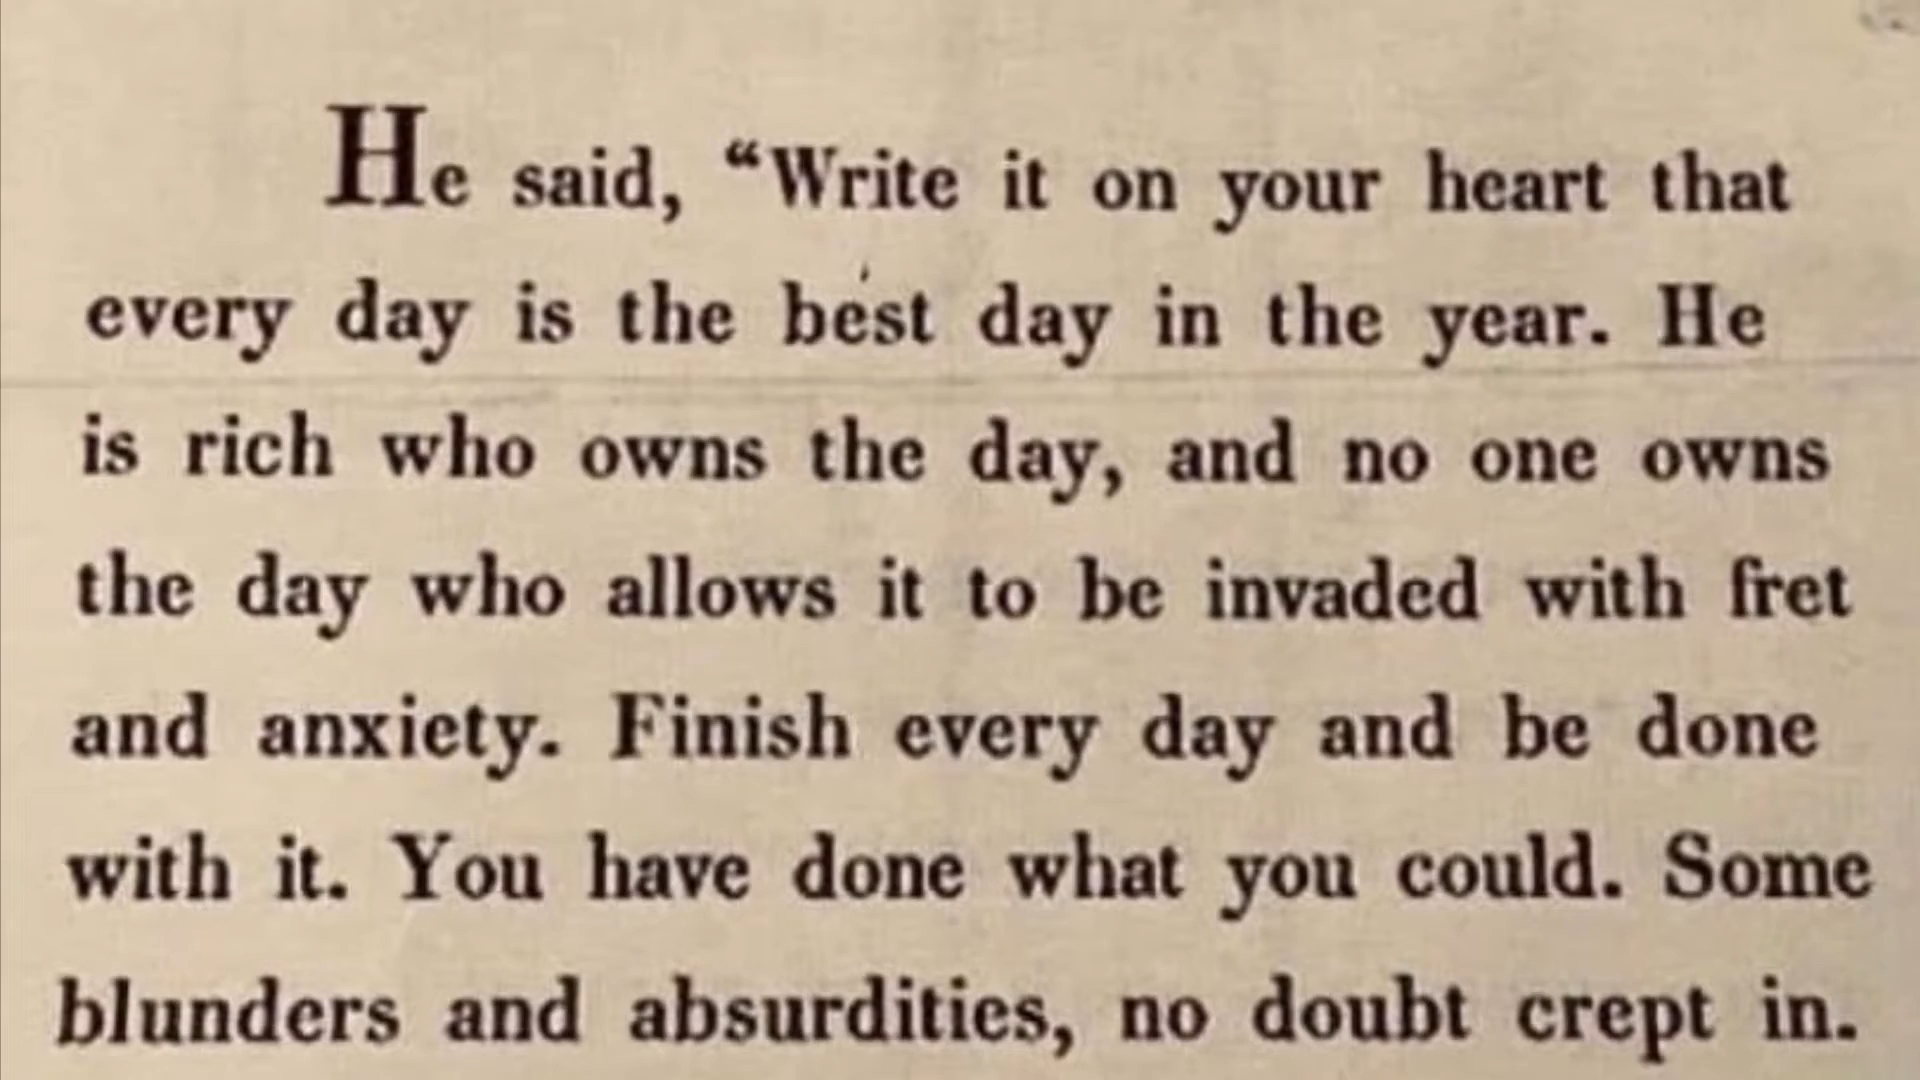 He said, “Write it on your heart that
every day is the best day in the year. He
is rich who owns the day, and no one owns
the day who allows it to be invaded with fret
and anxiety. Finish every day and be done
with it. You have done what you could. Some
blunders and absurdities, no doubt crept in.